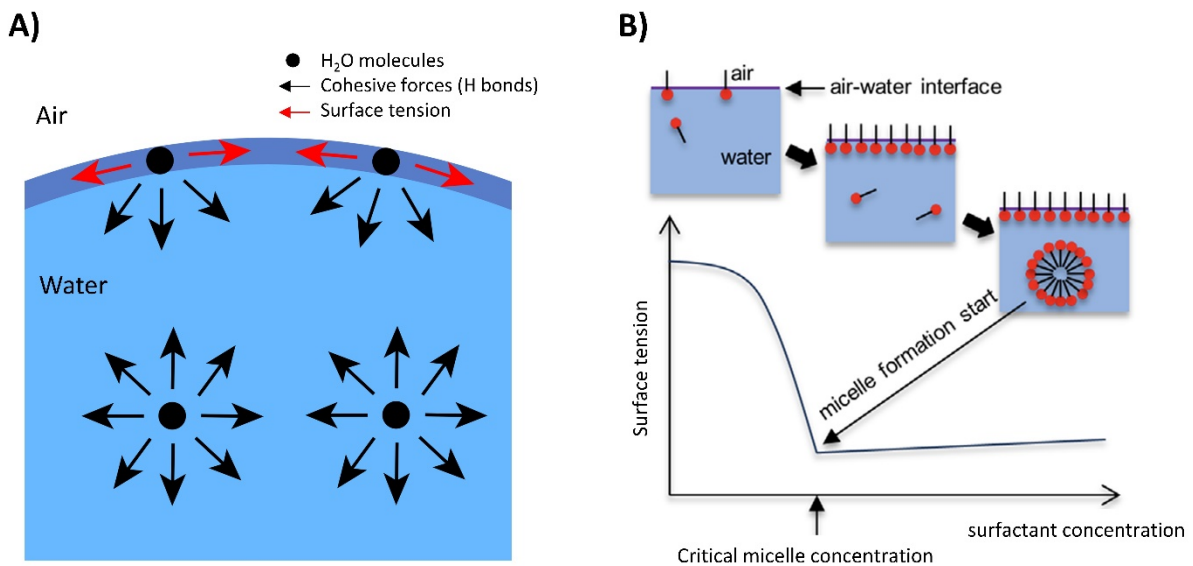 A)
H₂O molecules
Cohesive forces (H bonds)
Surface tension
Air
Water
B)
air
air-water interface
water
micelle formation start
Surface tension
surfactant concentration
Critical micelle concentration